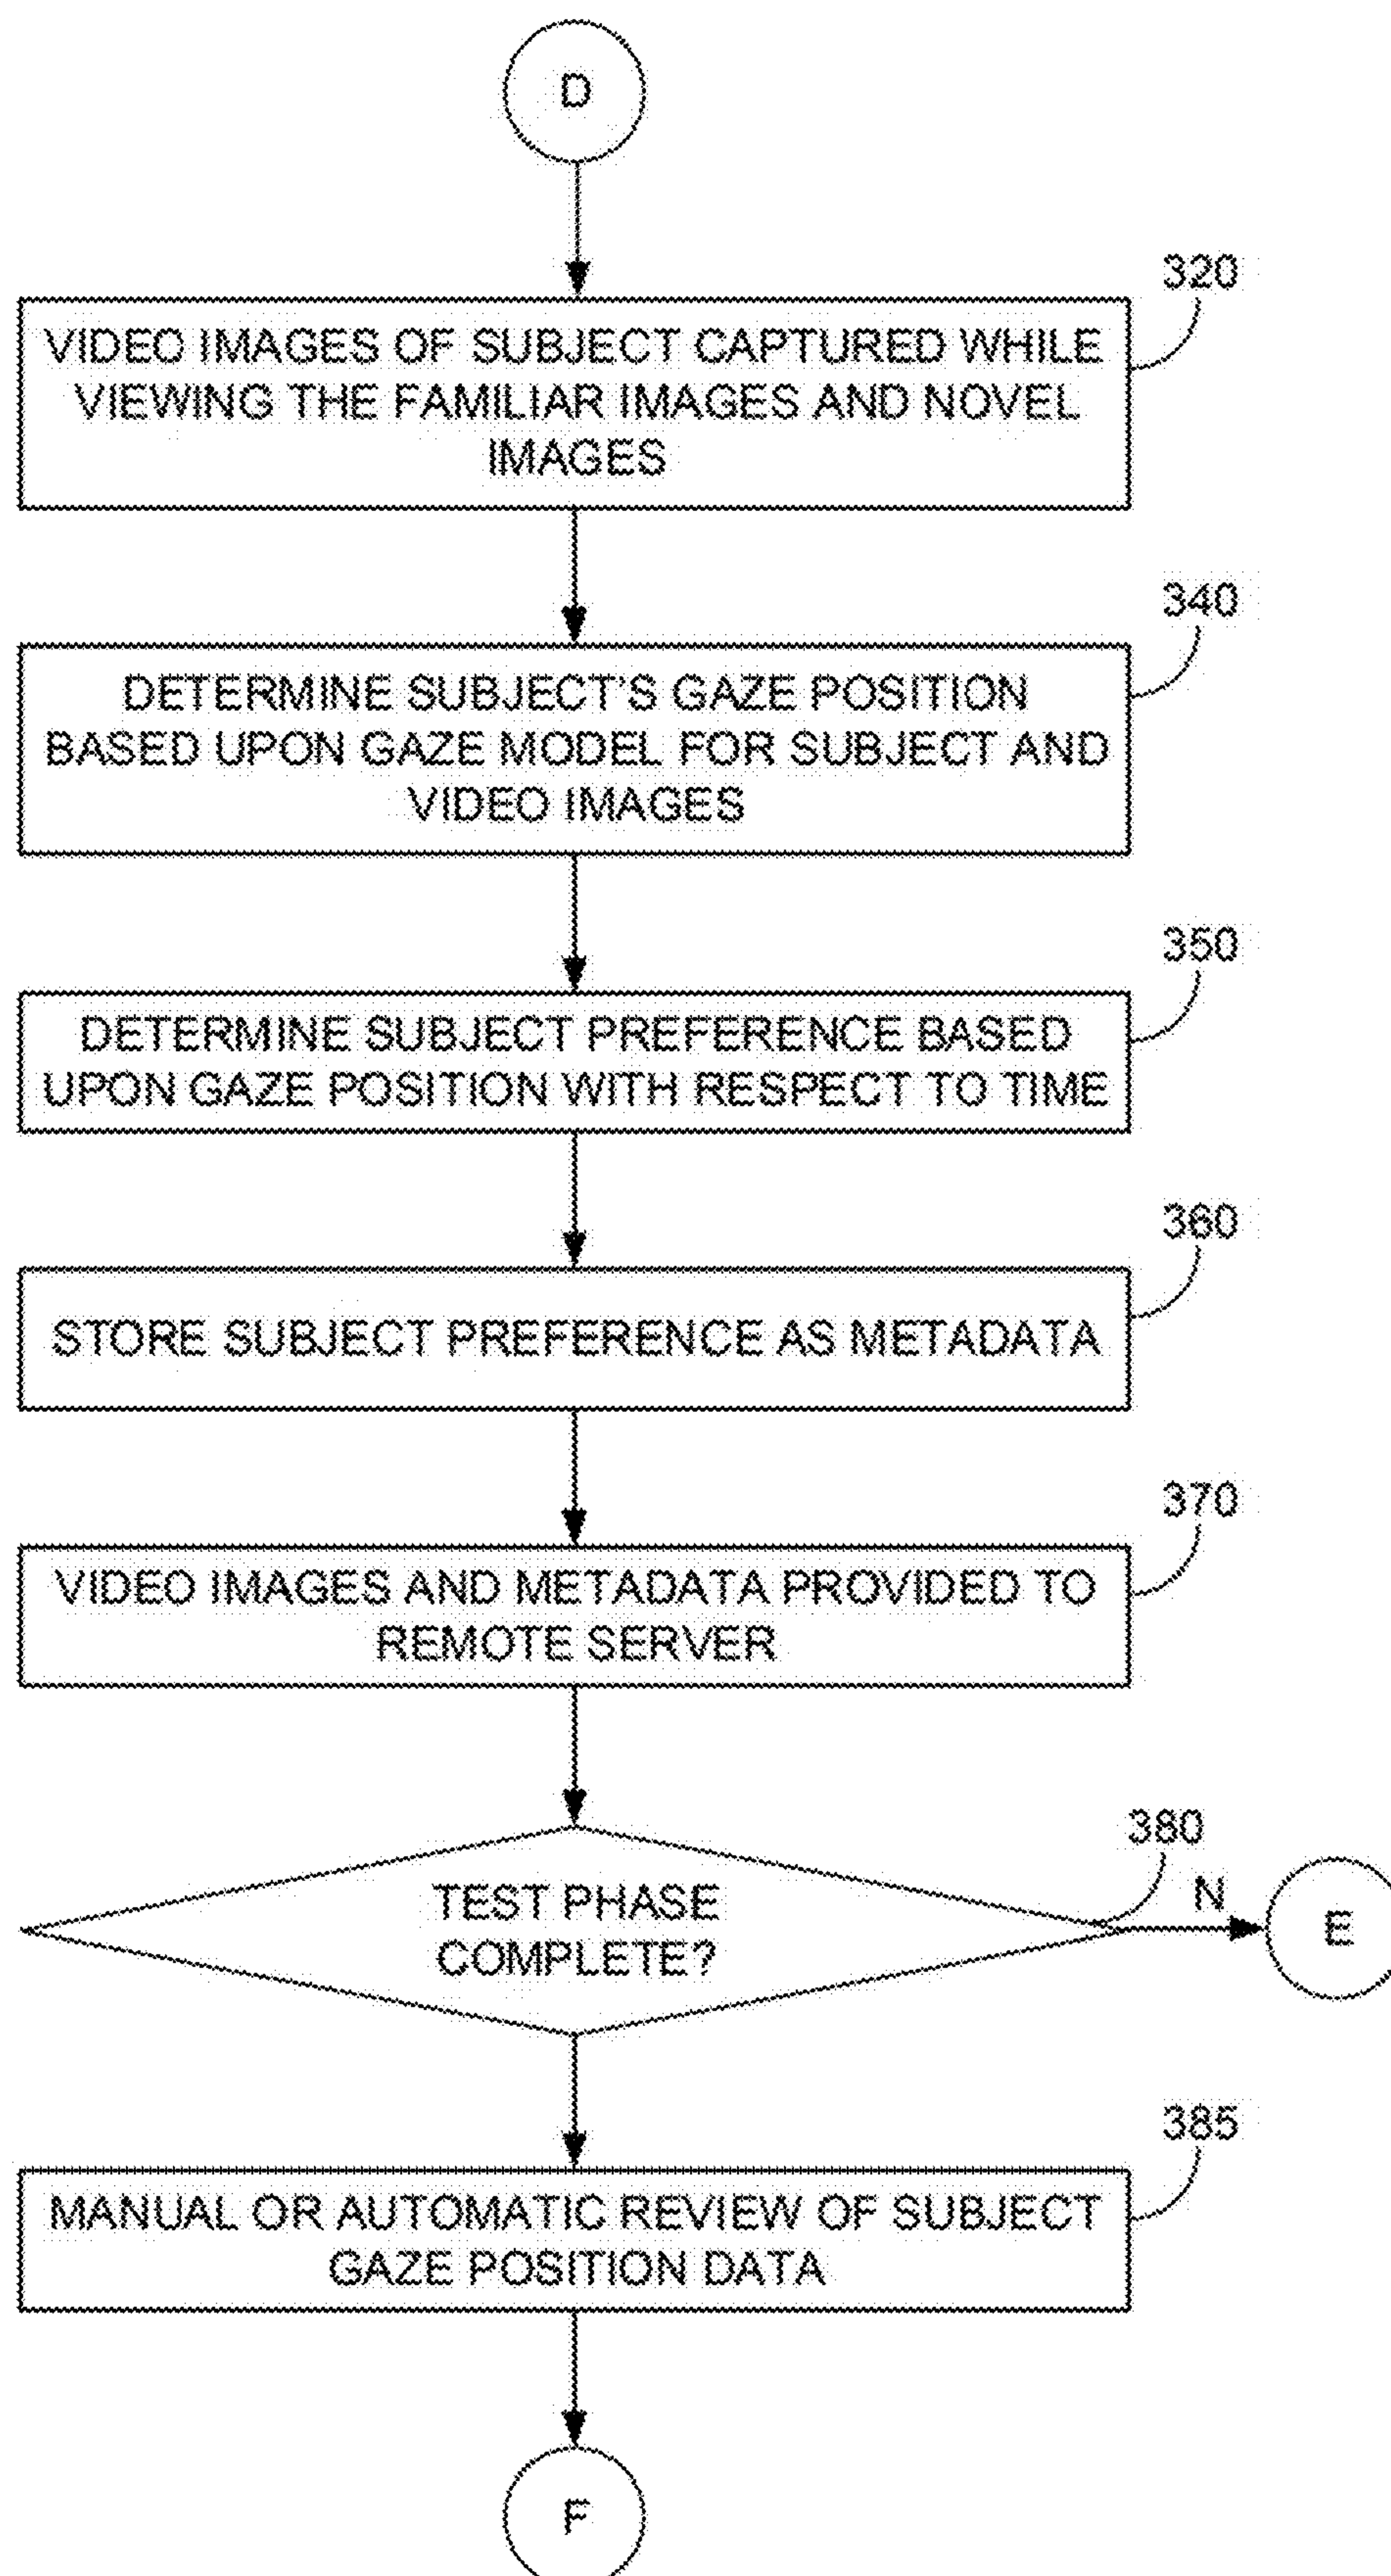 D
320
VIDEO IMAGES OF SUBJECT CAPTURED WHILE
VIEWING THE FAMILIAR IMAGES AND NOVEL
IMAGES
340
DETERMINE SUBJECT'S GAZE POSITION
BASED UPON GAZE MODEL FOR SUBJECT AND
VIDEO IMAGES
350
DETERMINE SUBJECT PREFERENCE BASED
UPON GAZE POSITION WITH RESPECT TO TIME
360
STORE SUBJECT PREFERENCE AS METADATA
370
VIDEO IMAGES AND METADATA PROVIDED TO
REMOTE SERVER
380
TEST PHASE
COMPLETE?
N
E
385
MANUAL OR AUTOMATIC REVIEW OF SUBJECT
GAZE POSITION DATA
F